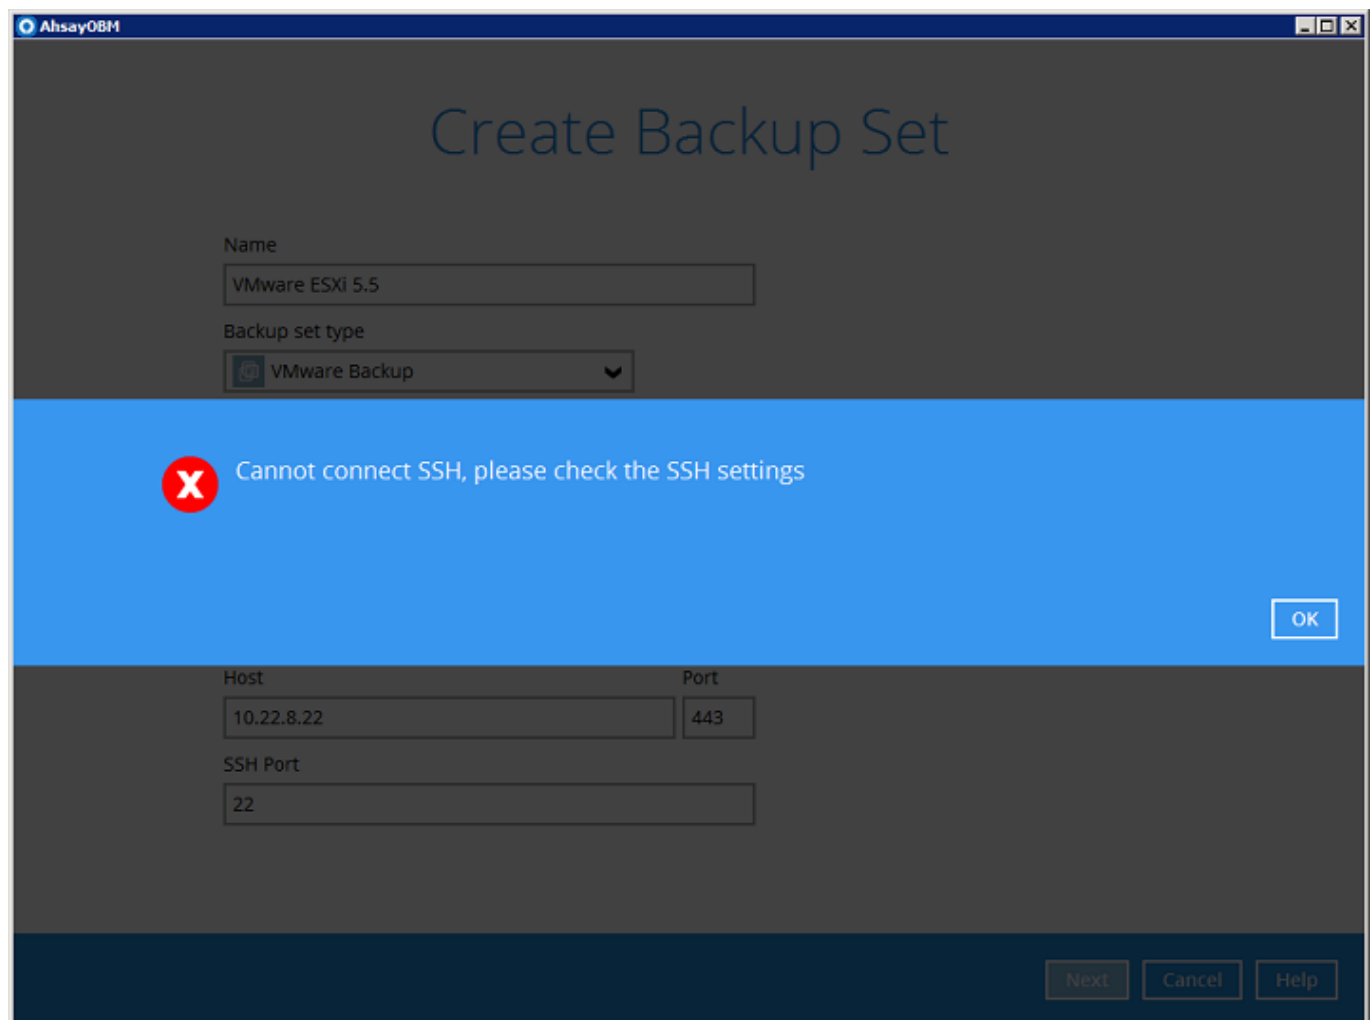 AhsayOBM
Create Backup Set
Name
VMware ESXi 5.5
Backup set type
VMware Backup
Cannot connect SSH, please check the SSH settings
OK
Host Port
10.22.8.22 443
SSH Port
22
Next Cancel Help